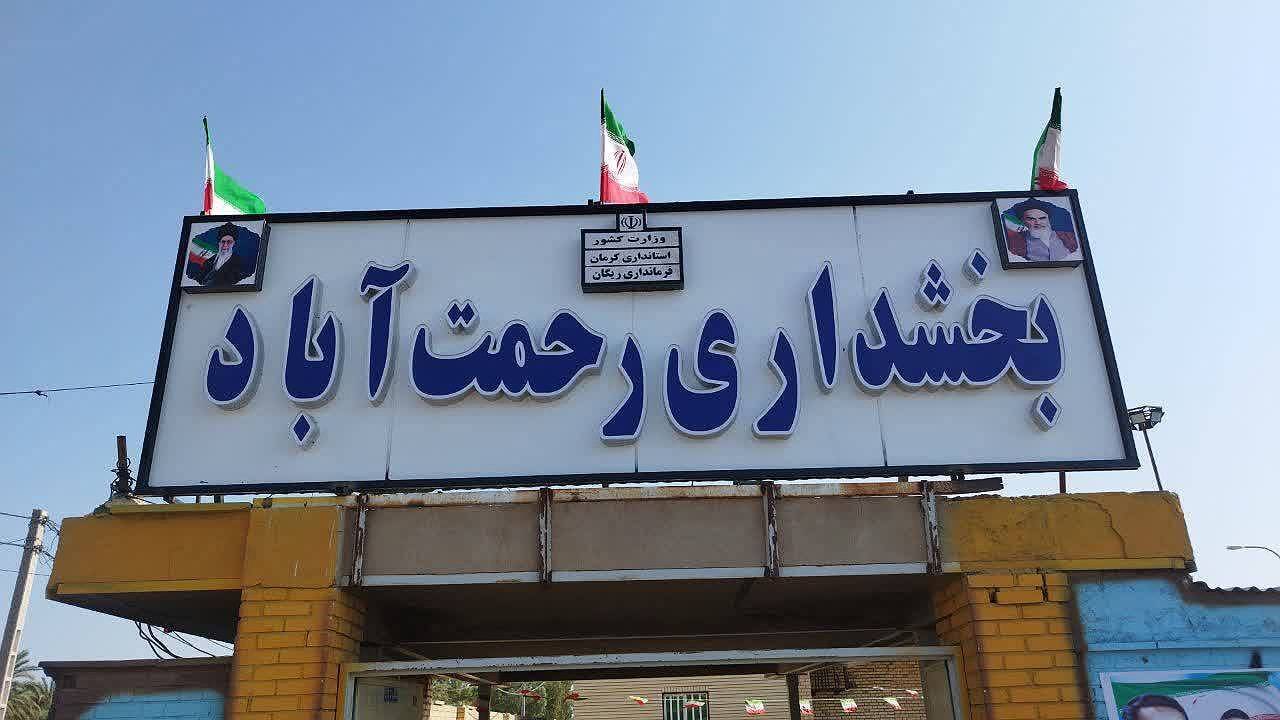 وزارت کشور
استانداری کرمان
فرمانداری ریگان
بخشداری رحمت آباد